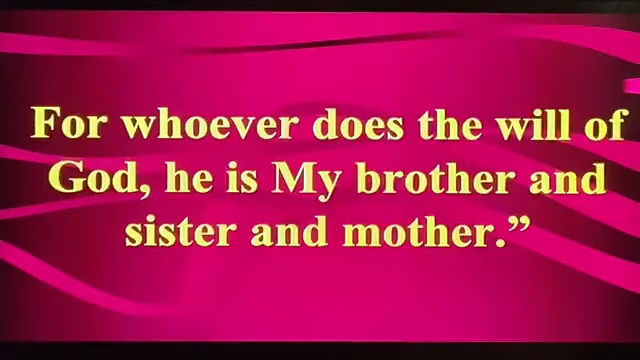 For whoever does the will of
God, he is My brother and
sister and mother.”